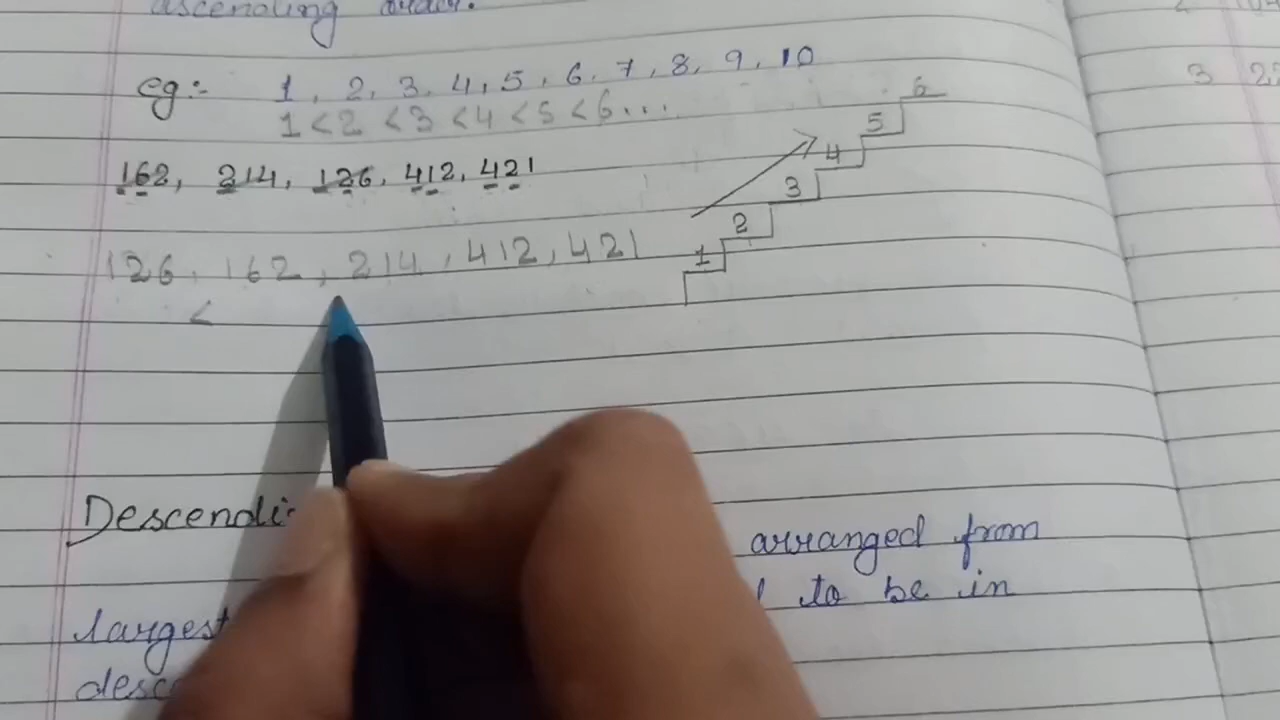 ascending order.
eg:- 1, 2, 3, 4, 5, 6, 7, 8, 9, 10
1 < 2 < 3 < 4 < 5 < 6 ...
162, 214, 126, 412, 421
126, 162, 214, 412, 421
<
6
5
4
3
2
1
3 2
Descendi
arranged from
largest to be in
desc